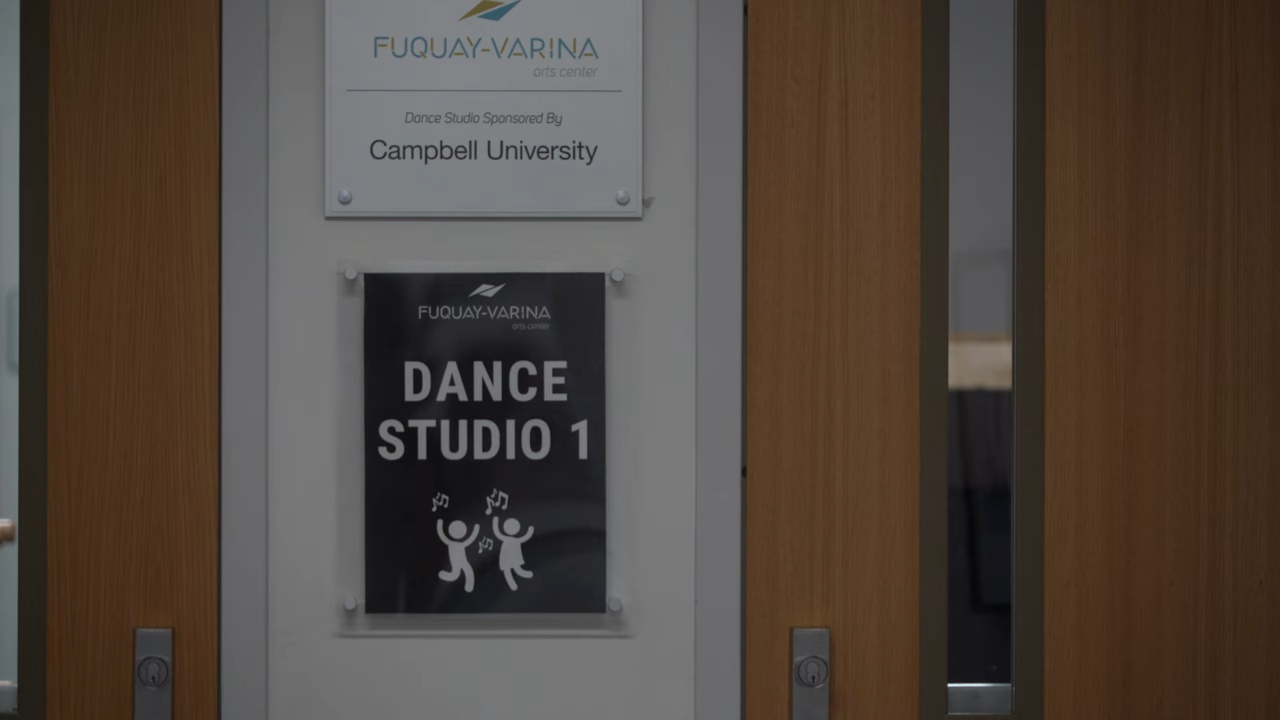 FUQUAY-VARINA
arts center
Dance Studio Sponsored By
Campbell University
FUQUAY-VARINA
arts center
DANCE
STUDIO 1